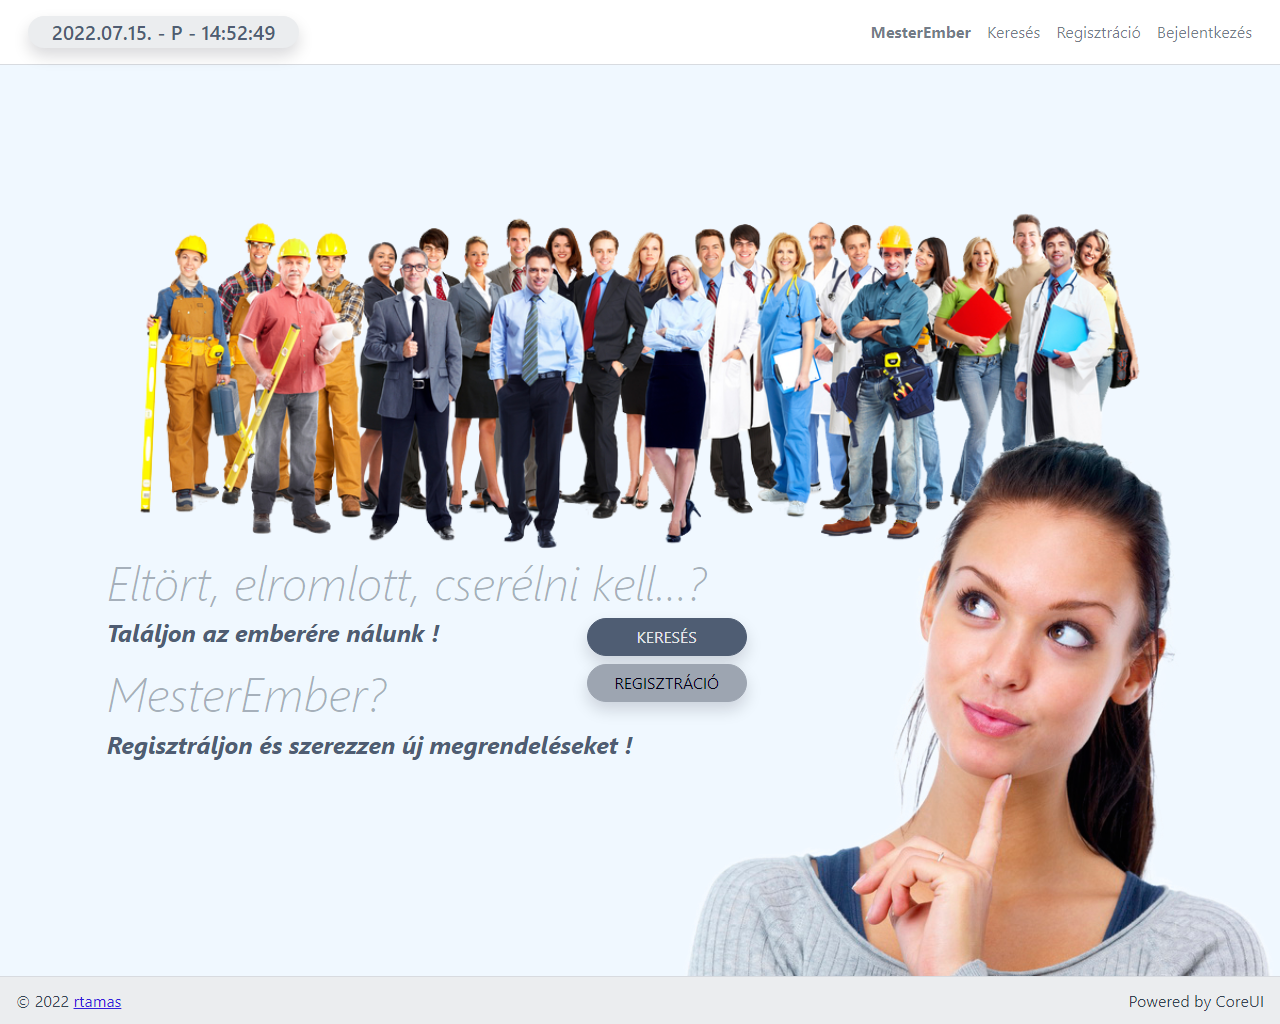 2022.07.15. - P - 14:52:49
MesterEmber Keresés Regisztráció Bejelentkezés
Eltört, elromlott, cserélni kell...?
Találjon az emberére nálunk !
KERESÉS
REGISZTRÁCIÓ
MesterEmber?
Regisztráljon és szerezzen új megrendeléseket !
© 2022 rtamas
Powered by CoreUI